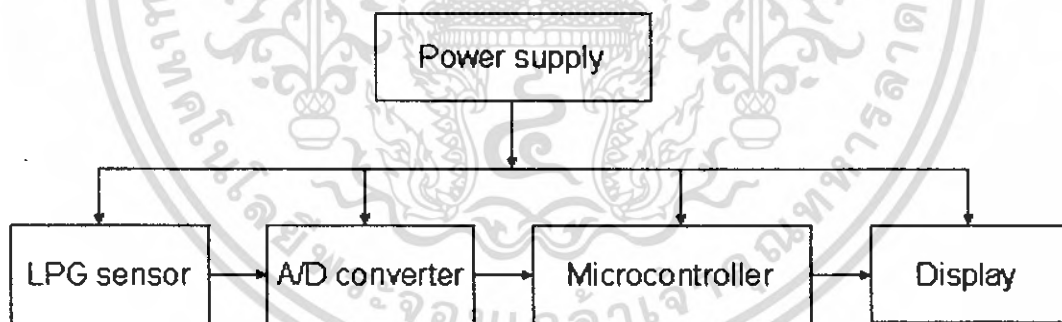 Power supply
LPG sensor
A/D converter
Microcontroller
Display